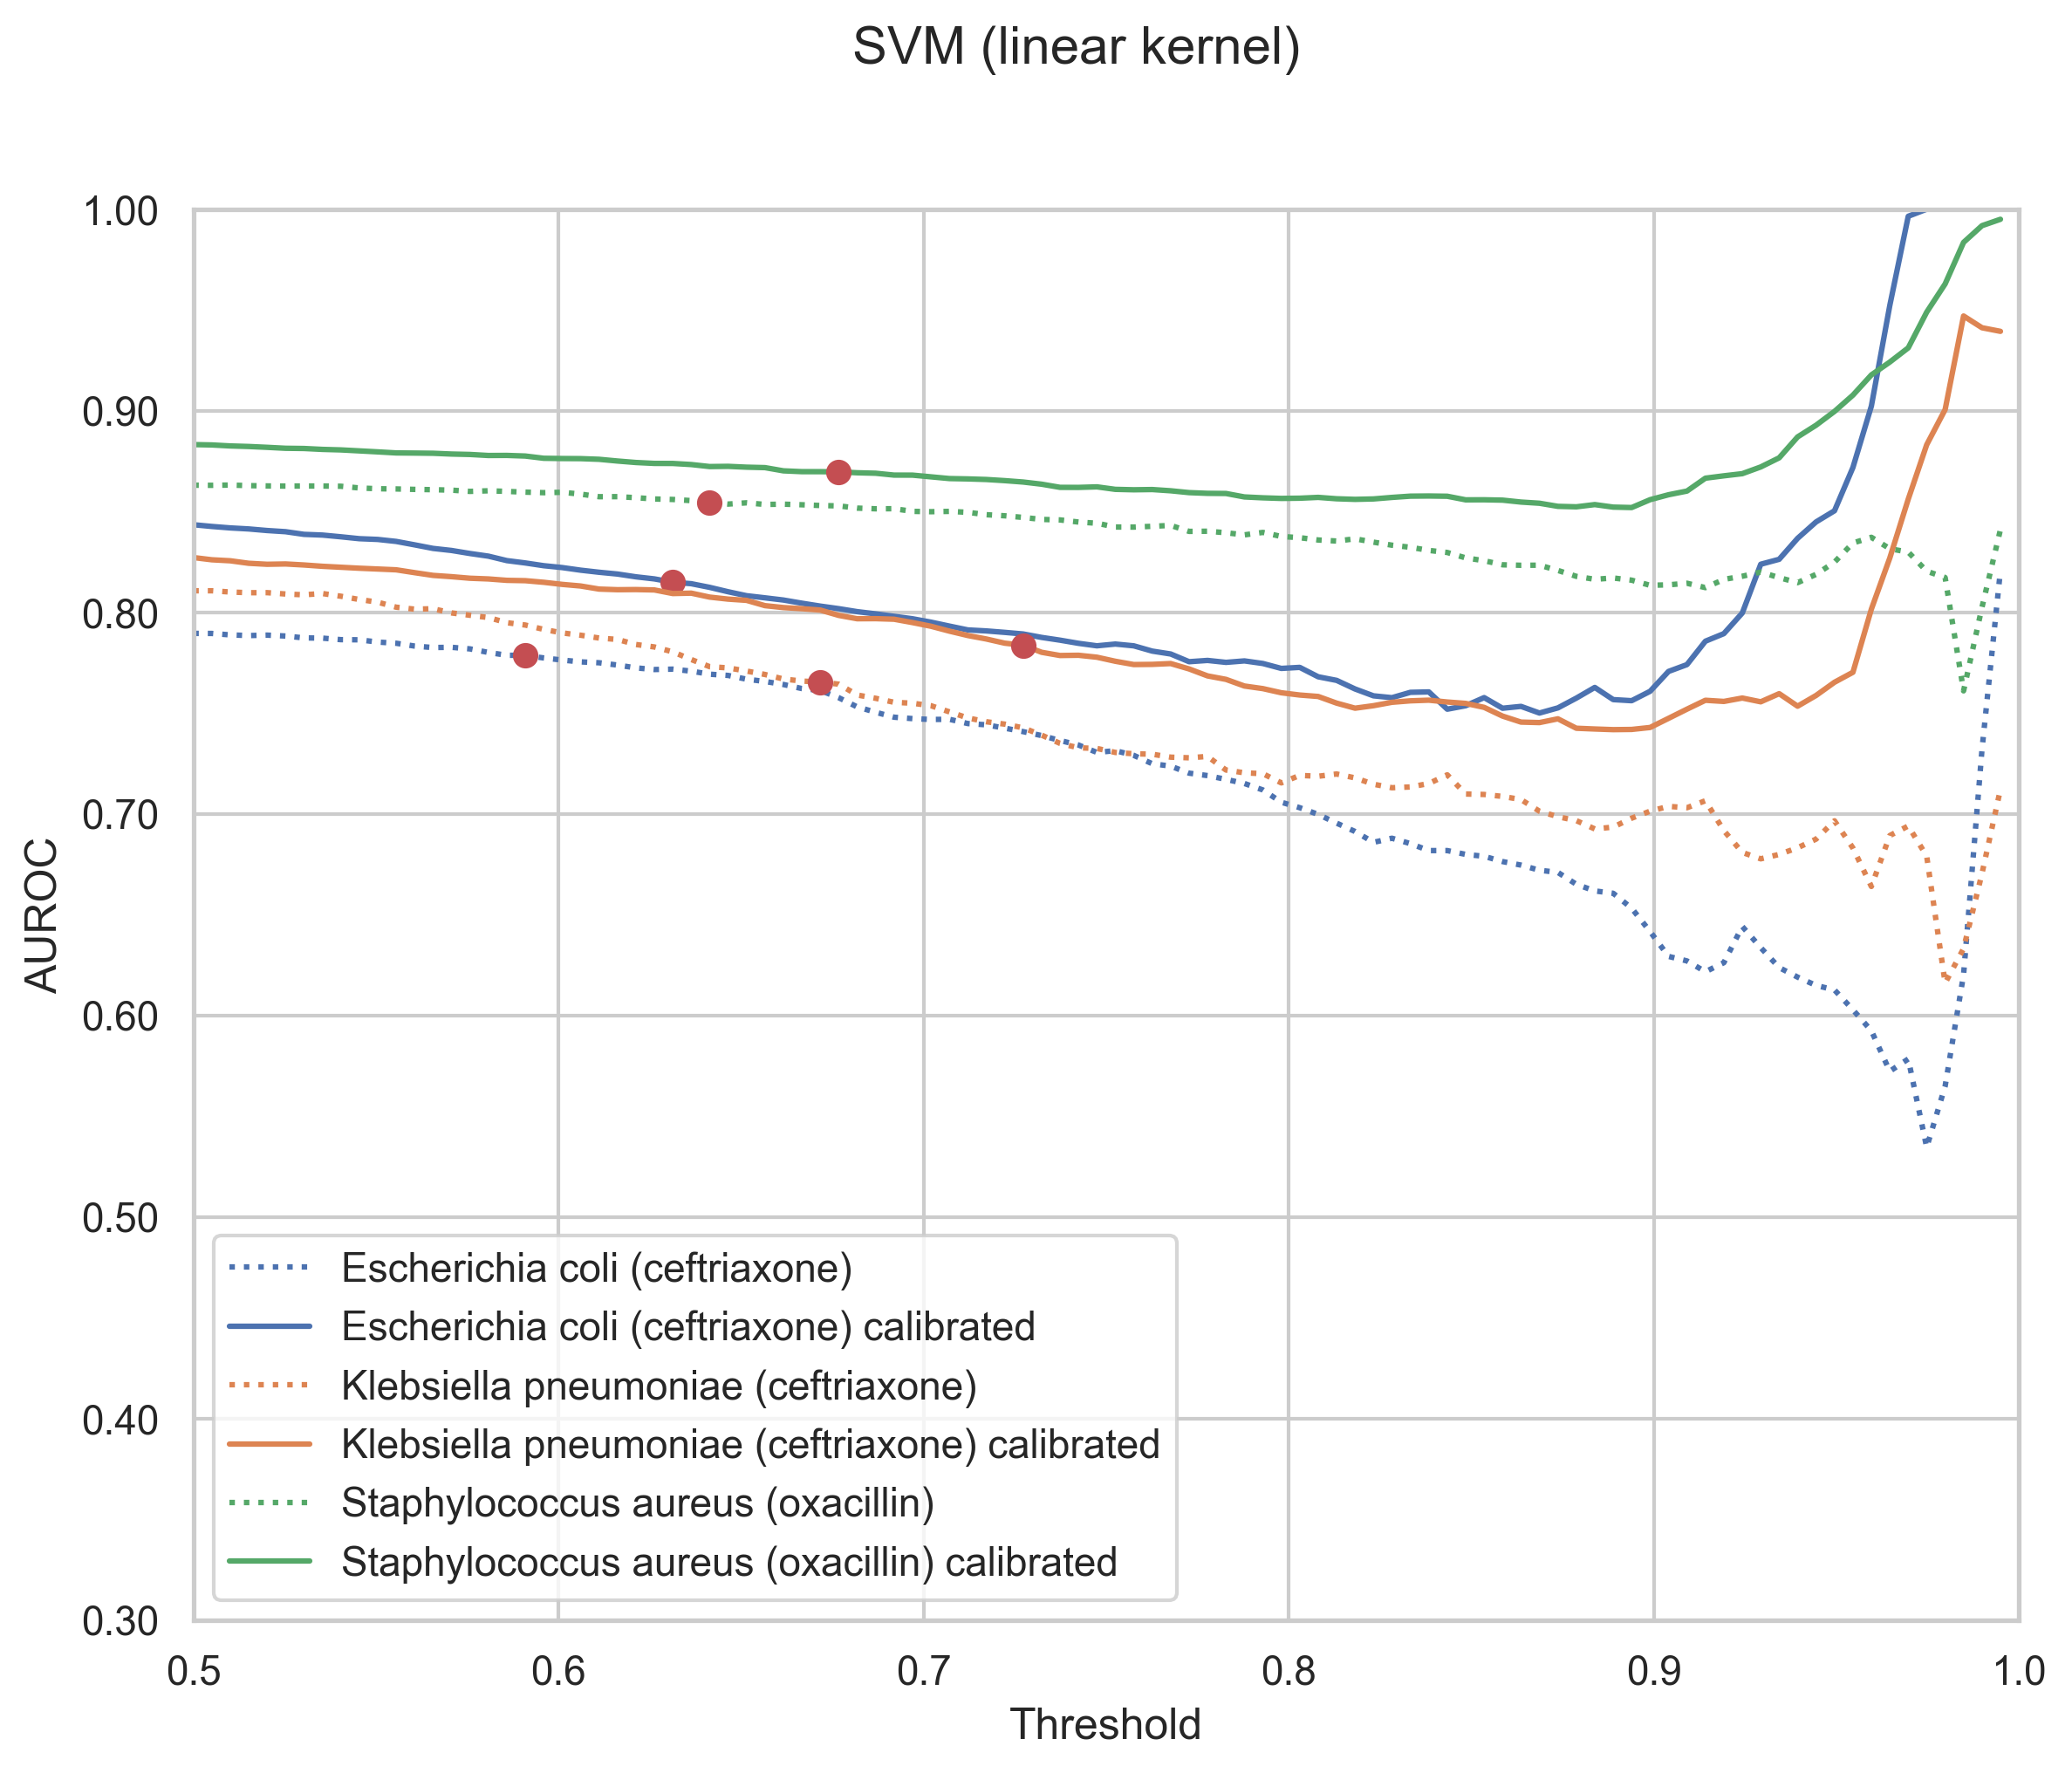 SVM (linear kernel)
1.00
0.90
0.80
0.70
0.60
0.50
0.40
0.30
AUROC
Escherichia coli (ceftriaxone)
Escherichia coli (ceftriaxone) calibrated
Klebsiella pneumoniae (ceftriaxone)
Klebsiella pneumoniae (ceftriaxone) calibrated
Staphylococcus aureus (oxacillin)
Staphylococcus aureus (oxacillin) calibrated
0.5 0.6 0.7 0.8 0.9 1.0
Threshold